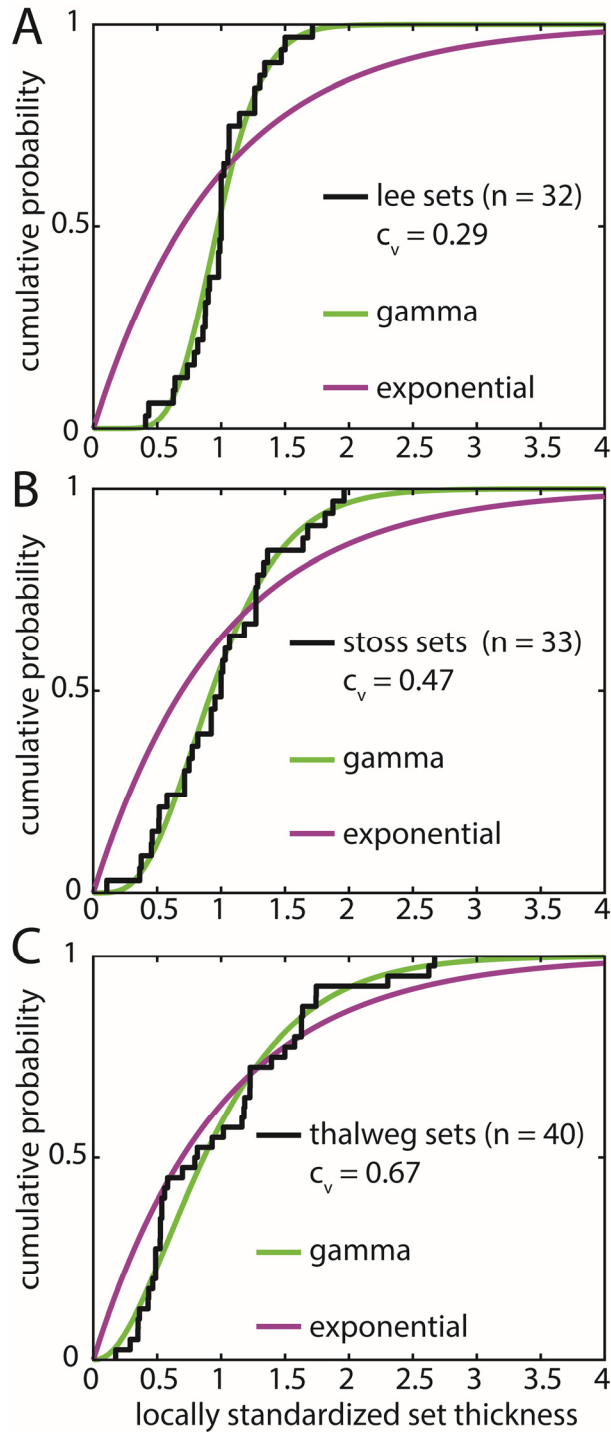 A
cumulative probability
1
0.5
0
lee sets (n = 32)
cv = 0.29
gamma
exponential
0 0.5 1 1.5 2 2.5 3 3.5 4
B
cumulative probability
1
0.5
0
stoss sets (n = 33)
cv = 0.47
gamma
exponential
0 0.5 1 1.5 2 2.5 3 3.5 4
C
cumulative probability
1
0.5
0
thalweg sets (n = 40)
cv = 0.67
gamma
exponential
0 0.5 1 1.5 2 2.5 3 3.5 4
locally standardized set thickness